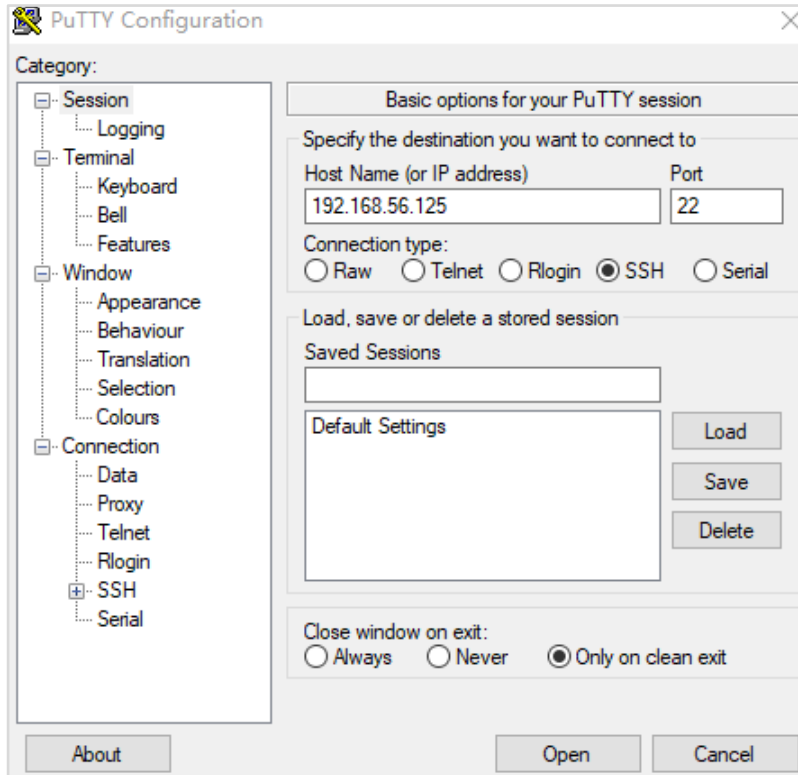 PuTTY Configuration
Category:
Session
Logging
Terminal
Keyboard
Bell
Features
Window
Appearance
Behaviour
Translation
Selection
Colours
Connection
Data
Proxy
Telnet
Rlogin
SSH
Serial
Basic options for your PuTTY session
Specify the destination you want to connect to
Host Name (or IP address) Port
192.168.56.125 22
Connection type:
Raw Telnet Rlogin SSH Serial
Load, save or delete a stored session
Saved Sessions
Default Settings
Load
Save
Delete
Close window on exit:
Always Never Only on clean exit
About Open Cancel